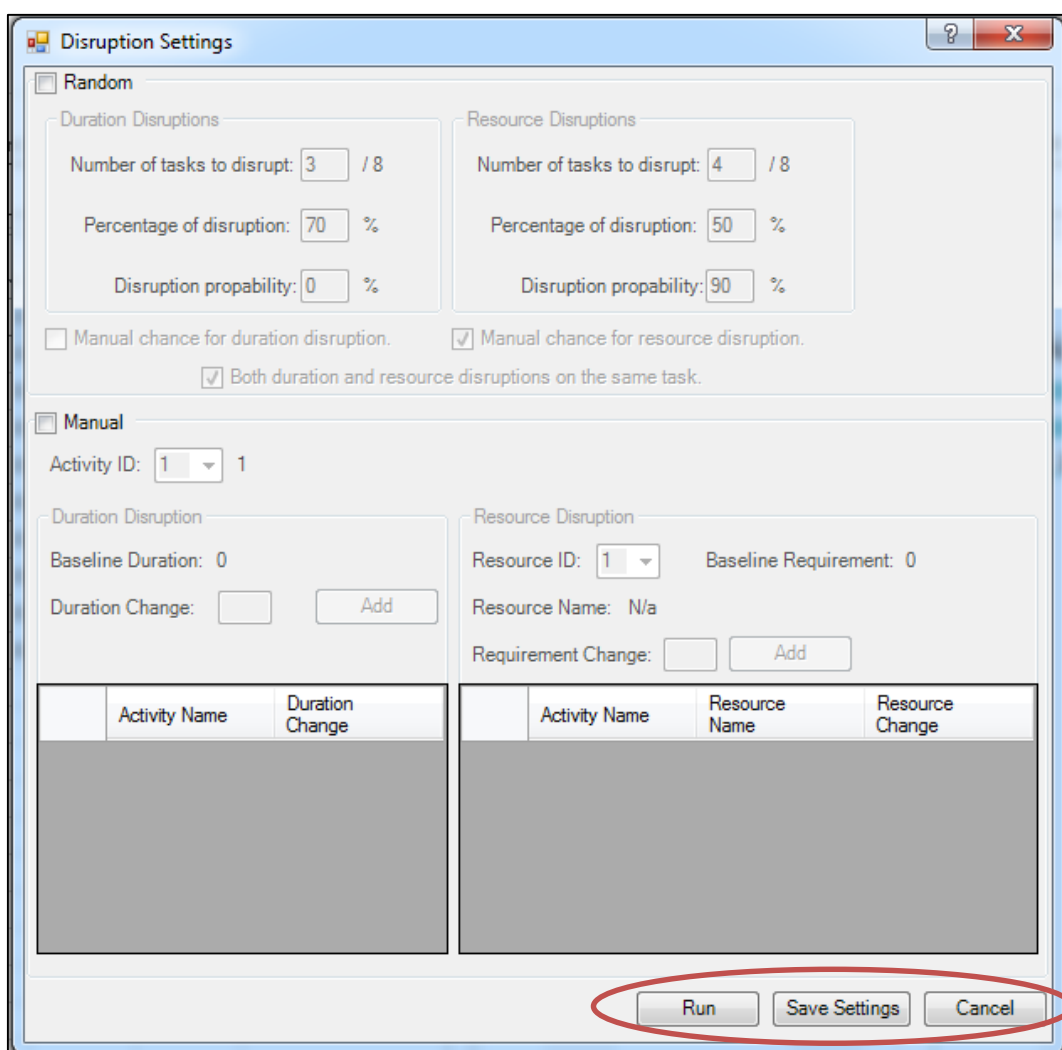 Disruption Settings
? X
Random
Duration Disruptions
Resource Disruptions
Number of tasks to disrupt: 3 / 8
Number of tasks to disrupt: 4 / 8
Percentage of disruption: 70 %
Percentage of disruption: 50 %
Disruption propability: 0 %
Disruption propability: 90 %
Manual chance for duration disruption.
Manual chance for resource disruption.
Both duration and resource disruptions on the same task.
Manual
Activity ID: 1 1
Duration Disruption
Resource Disruption
Baseline Duration: 0
Resource ID: 1 Baseline Requirement: 0
Duration Change: Add
Resource Name: N/a
Requirement Change: Add
Activity Name Duration Change
Activity Name Resource Name Resource Change
Run Save Settings Cancel